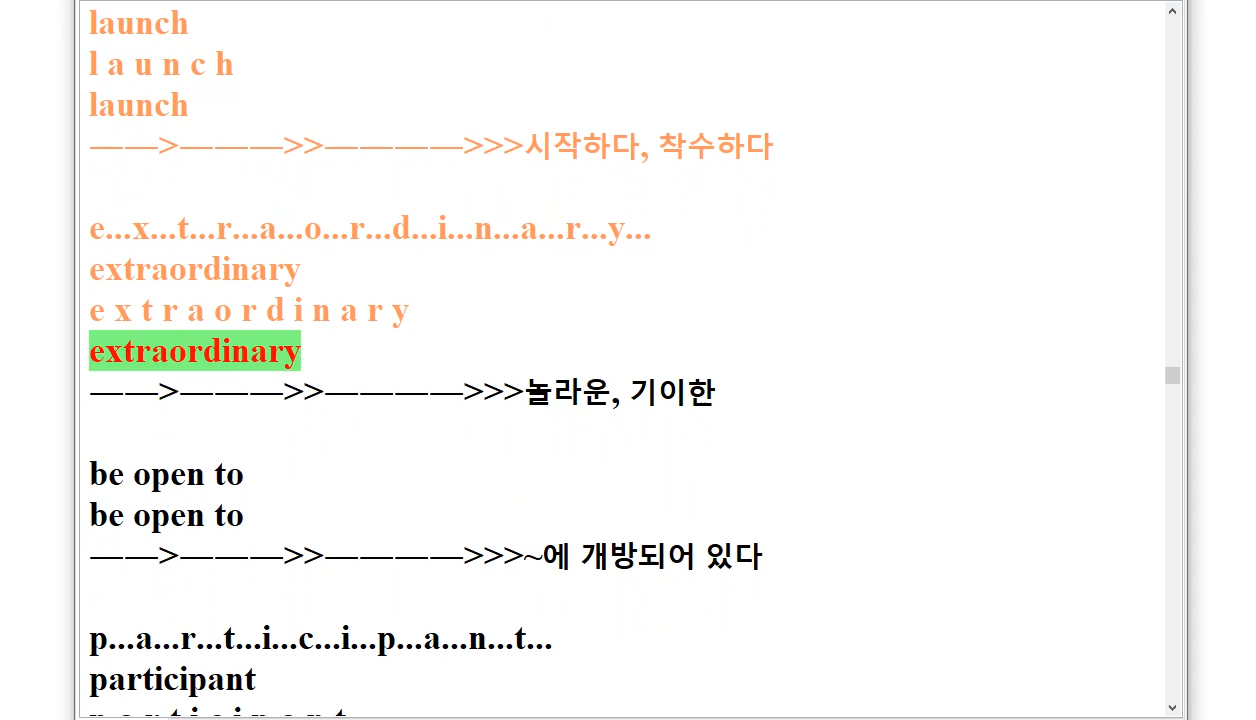 launch
l a u n c h
launch
——>———>>————>>>시작하다, 착수하다
e...x...t...r...a...o...r...d...i...n...a...r...y...
extraordinary
e x t r a o r d i n a r y
extraordinary
——>———>>————>>>놀라운, 기이한
be open to
be open to
——>———>>————>>>~에 개방되어 있다
p...a...r...t...i...c...i...p...a...n...t...
participant
p a r t i c i p a n t